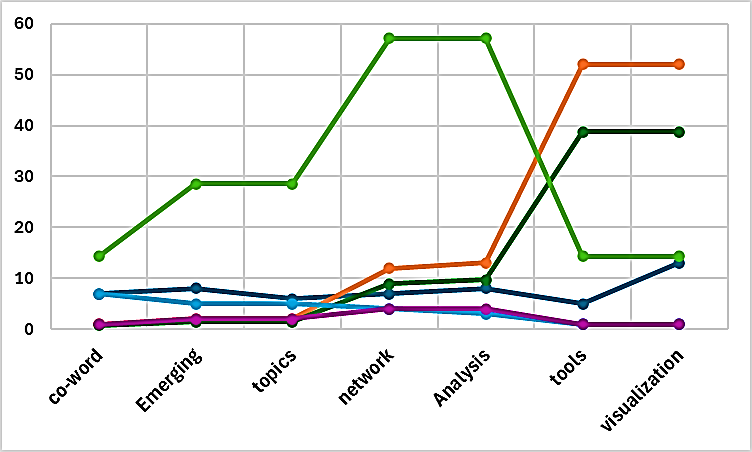 60
50
40
30
20
10
0
co-word
Emerging
topics
network
Analysis
tools
visualization